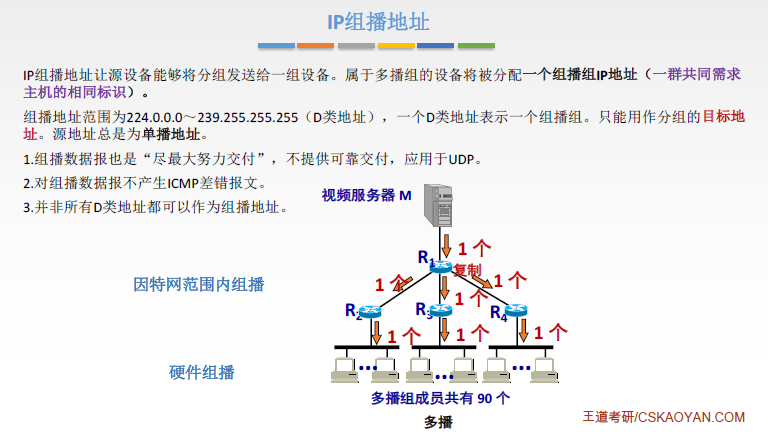 IP组播地址
IP组播地址让源设备能够将分组发送给一组设备。属于多播组的设备将被分配一个组播组IP地址（一群共同需求
主机的相同标识）。
组播地址范围为224.0.0.0～239.255.255.255（D类地址），一个D类地址表示一个组播组。只能用作分组的目标地
址。源地址总是为单播地址。
1.组播数据报也是“尽最大努力交付”，不提供可靠交付，应用于UDP。
2.对组播数据报不产生ICMP差错报文。
3.并非所有D类地址都可以作为组播地址。
视频服务器 M
1 个
R1
复制
因特网范围内组播
1 个
1 个
1 个
R2
R3
R4
1 个
1 个
1 个
硬件组播
...
...
...
多播组成员共有 90 个
多播
王道考研/CSKAOYAN.COM